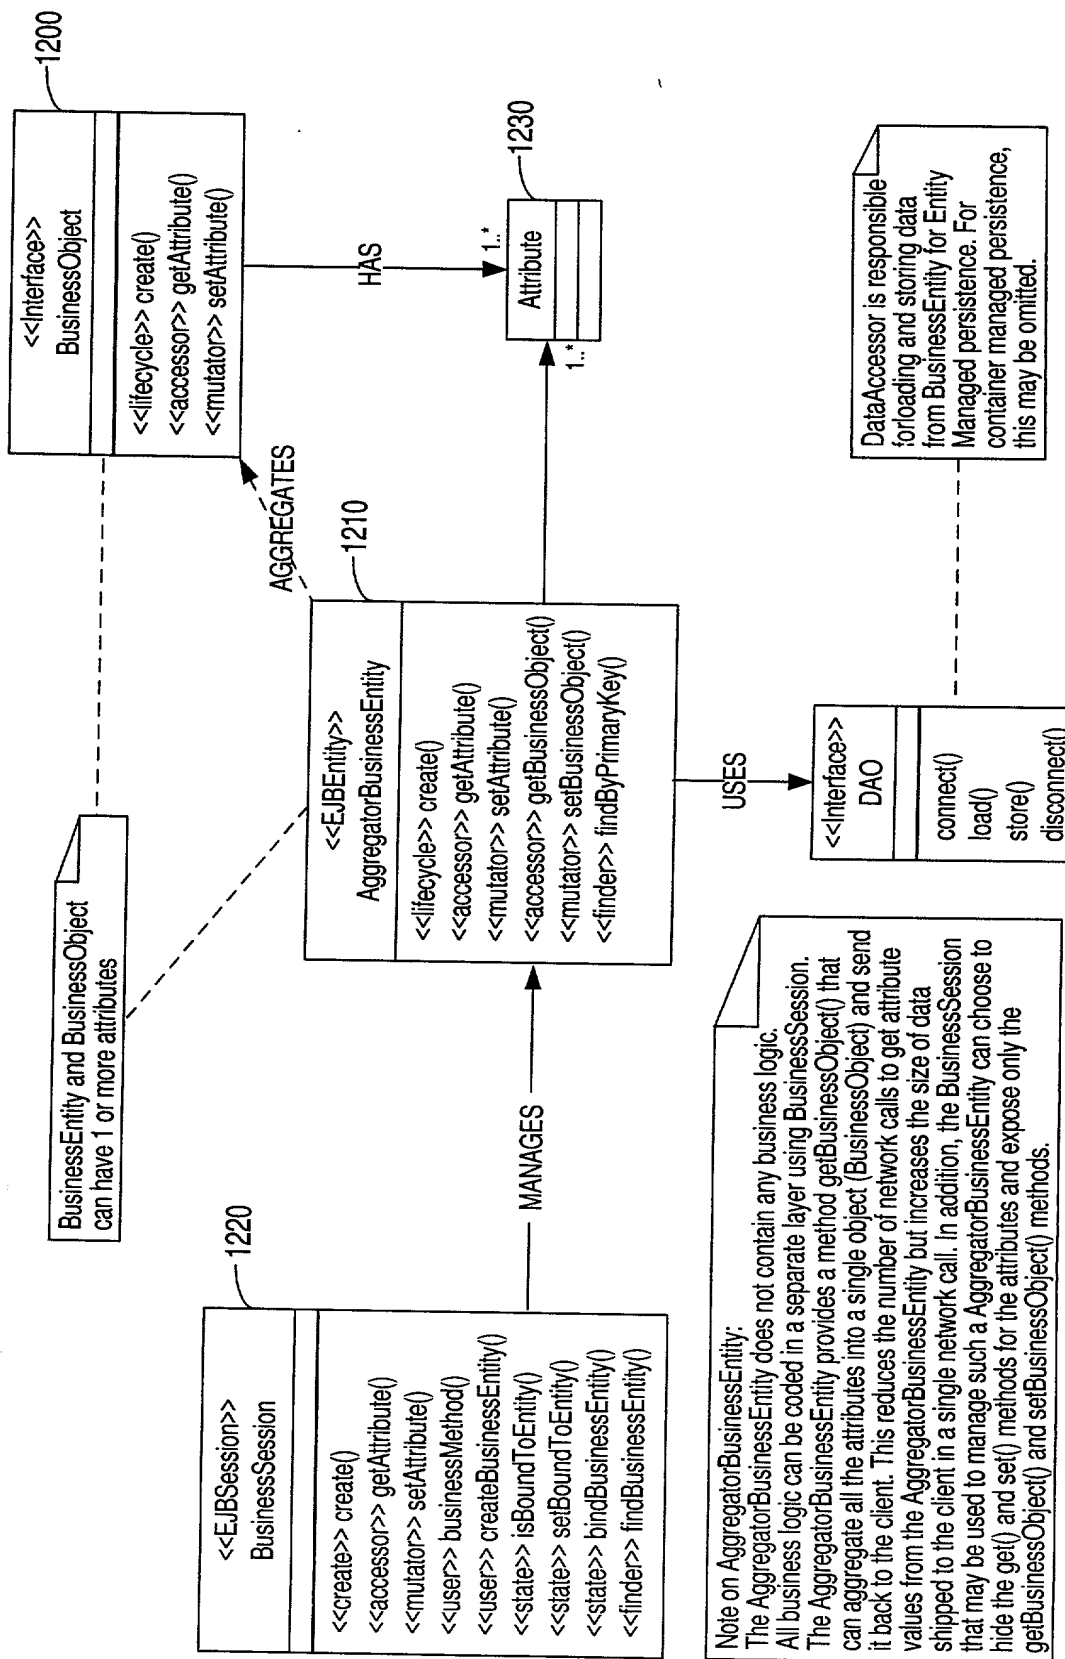 BusinessEntity and BusinessObject
can have 1 or more attributes
<<Interface>>
BusinessObject
<<lifecycle>> create()
<<accessor>> getAttribute()
<<mutator>> setAttribute()
1200
AGGREGATES
HAS
1..*
1230
Attribute
1..*
1220
<<EJBSession>>
BusinessSession
<<create>> create()
<<accessor>> getAttribute()
<<mutator>> setAttribute()
<<user>> businessMethod()
<<user>> createBusinessEntity()
<<state>> isBoundToEntity()
<<state>> setBoundToEntity()
<<state>> bindBusinessEntity()
<<finder>> findBusinessEntity()
MANAGES
1210
<<EJBEntity>>
AggregatorBusinessEntity
<<lifecycle>> create()
<<accessor>> getAttribute()
<<mutator>> setAttribute()
<<accessor>> getBusinessObject()
<<mutator>> setBusinessObject()
<<finder>> findByPrimaryKey()
USES
<<Interface>>
DAO
connect()
load()
store()
disconnect()
DataAccessor is responsible
forloading and storing data
from BusinessEntity for Entity
Managed persistence. For
container managed persistence,
this may be omitted.
Note on AggregatorBusinessEntity:
The AggregatorBusinessEntity does not contain any business logic.
All business logic can be coded in a separate layer using BusinessSession.
The AggregatorBusinessEntity provides a method getBusinessObject() that
can aggregate all the attributes into a single object (BusinessObject) and send
it back to the client. This reduces the number of network calls to get attribute
values from the AggregatorBusinessEntity but increases the size of data
shipped to the client in a single network call. In addition, the BusinessSession
that may be used to manage such a AggregatorBusinessEntity can choose to
hide the get() and set() methods for the attributes and expose only the
getBusinessObject() and setBusinessObject() methods.